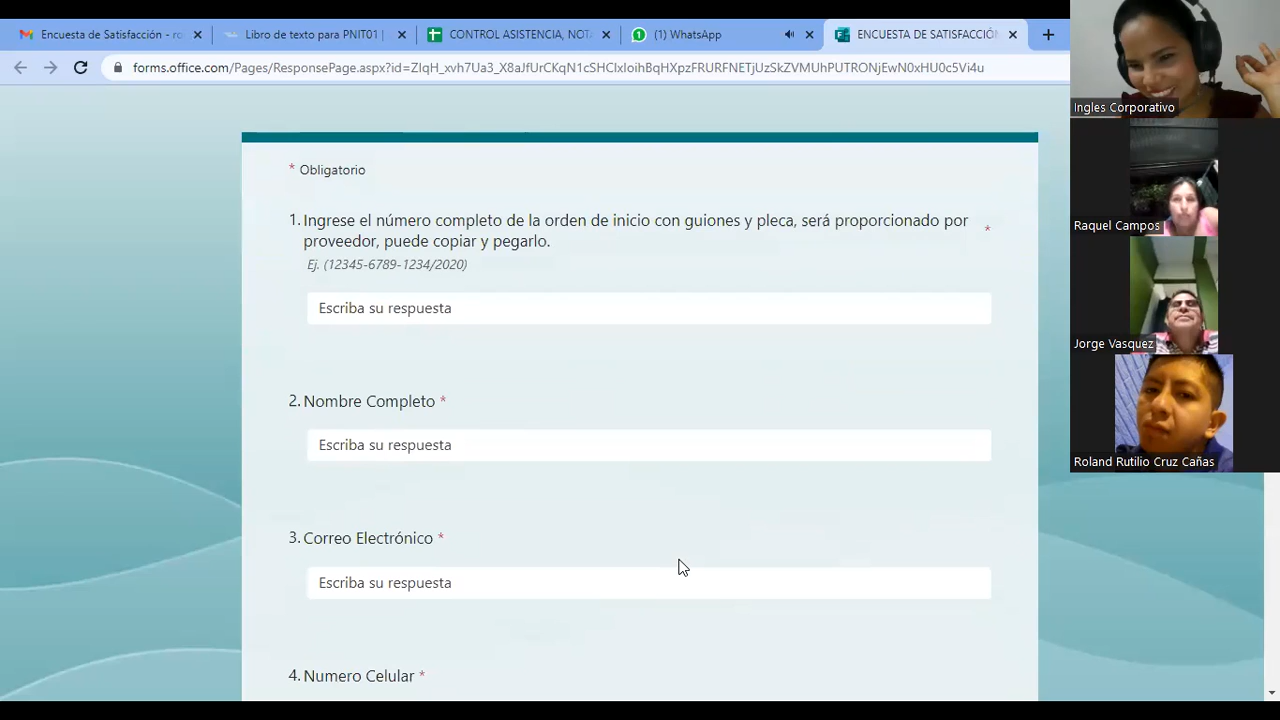 Encuesta de Satisfacción - ro
Libro de texto para PNIT01 |
CONTROL ASISTENCIA, NOTA
(1) WhatsApp
ENCUESTA DE SATISFACCIÓN
forms.office.com/Pages/ResponsePage.aspx?id=ZIqH_xvh7Ua3_X8aJfUrCKqN1cSHClxIoihBqHXpzFRURFNETjUzSkZVMUhPUTRONjEwN0xHU0c5Vi4u
* Obligatorio
1. Ingrese el número completo de la orden de inicio con guiones y pleca, será proporcionado por
proveedor, puede copiar y pegarlo. *
Ej. (12345-6789-1234/2020)
Escriba su respuesta
2. Nombre Completo *
Escriba su respuesta
3. Correo Electrónico *
Escriba su respuesta
4. Numero Celular *
Ingles Corporativo
Raquel Campos
Jorge Vasquez
Roland Rutilio Cruz Cañas